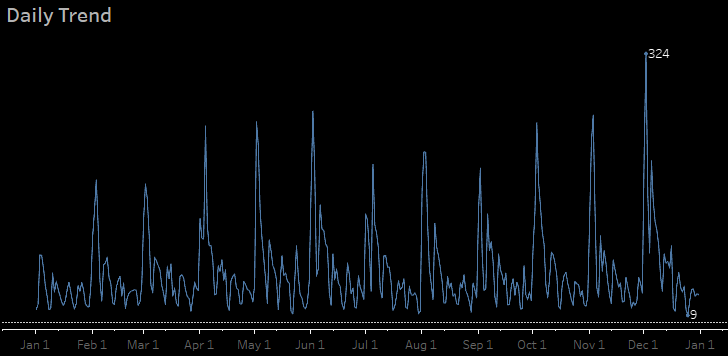 Daily Trend
324
9
Jan 1 Feb 1 Mar 1 Apr 1 May 1 Jun 1 Jul 1 Aug 1 Sep 1 Oct 1 Nov 1 Dec 1 Jan 1